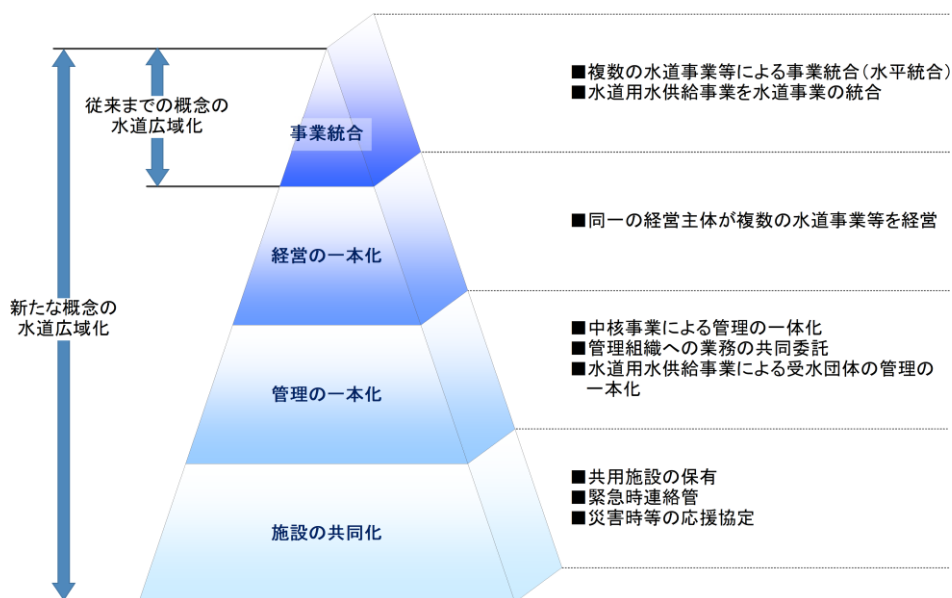 従来までの概念の
水道広域化
新たな概念の
水道広域化
事業統合
経営の一本化
管理の一本化
施設の共同化
■複数の水道事業等による事業統合(水平統合)
■水道用水供給事業を水道事業の統合
■同一の経営主体が複数の水道事業等を経営
■中核事業による管理の一体化
■管理組織への業務の共同委託
■水道用水供給事業による受水団体の管理の
一本化
■共用施設の保有
■緊急時連絡管
■災害時等の応援協定